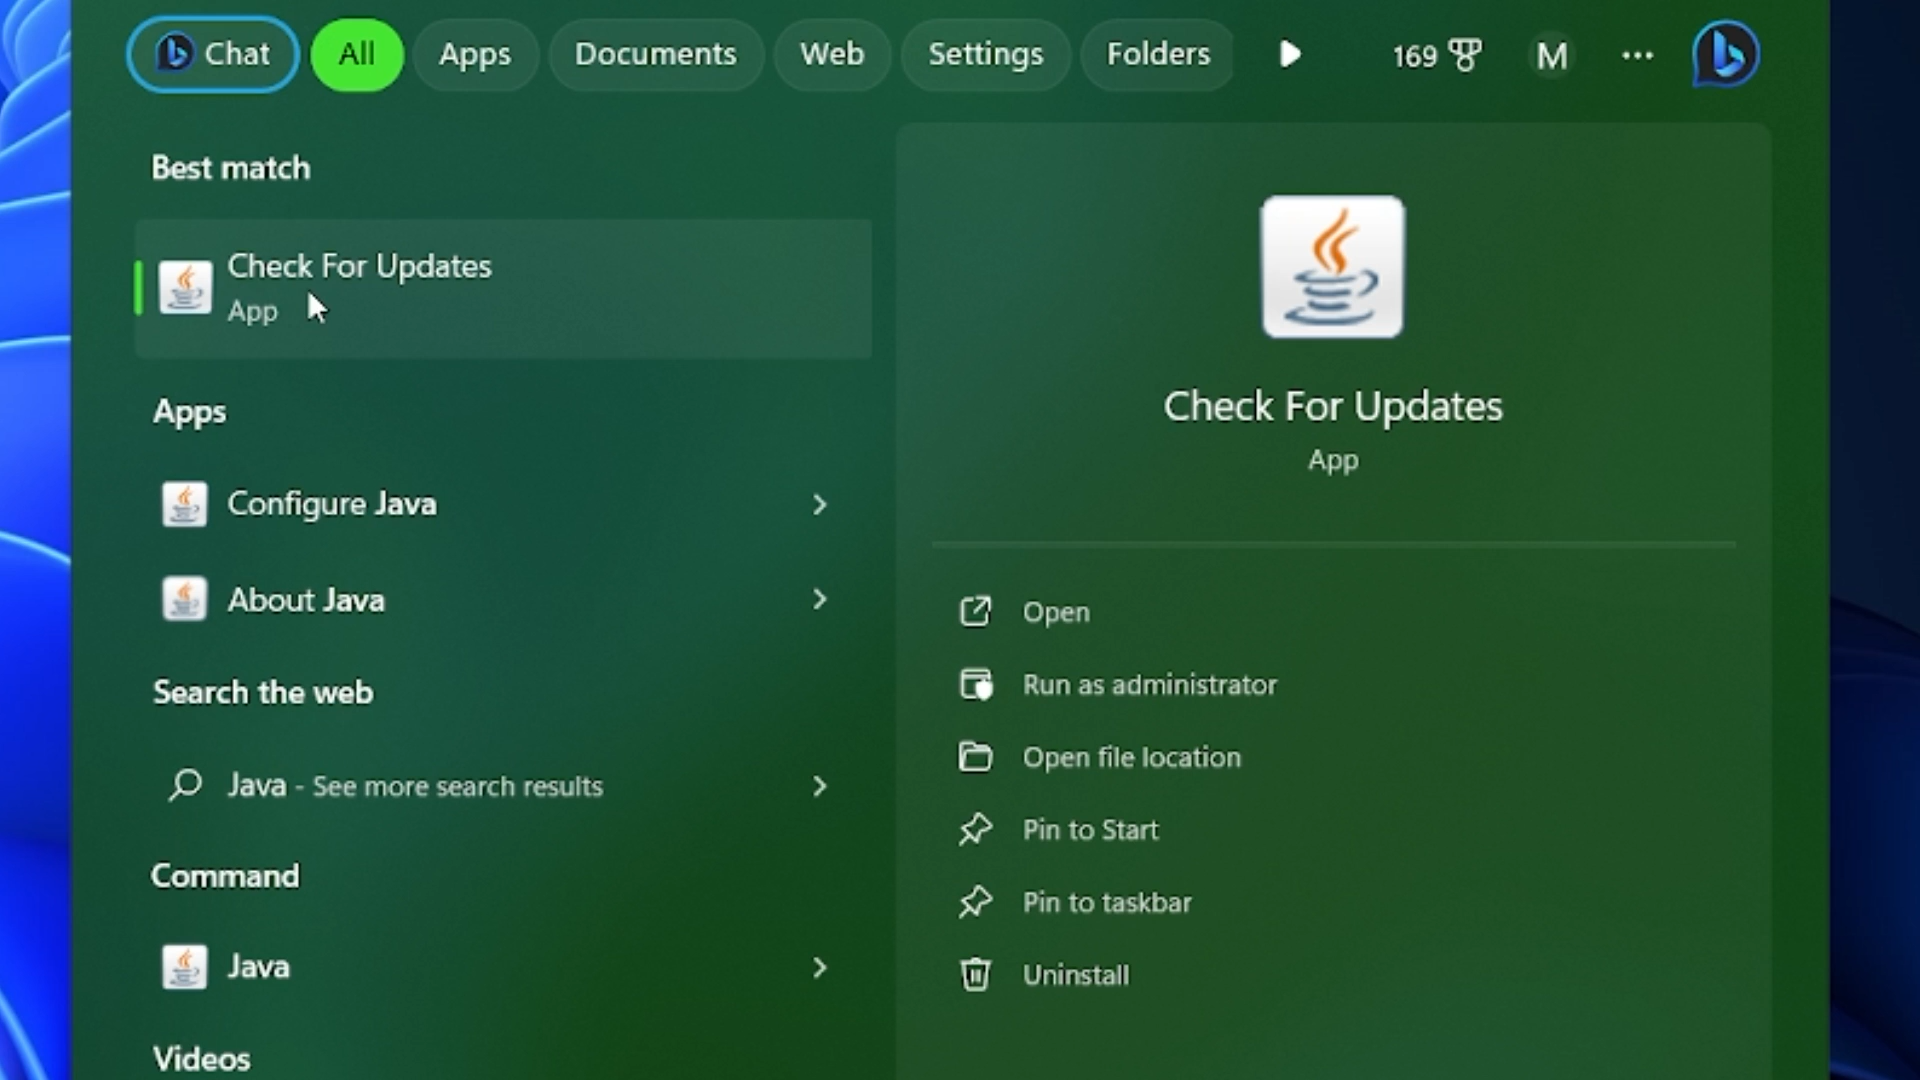 Chat
All
Apps
Documents
Web
Settings
Folders
169
M
Best match
Check For Updates
App
Apps
Configure Java
About Java
Search the web
Java - See more search results
Command
Java
Videos
Check For Updates
App
Open
Run as administrator
Open file location
Pin to Start
Pin to taskbar
Uninstall